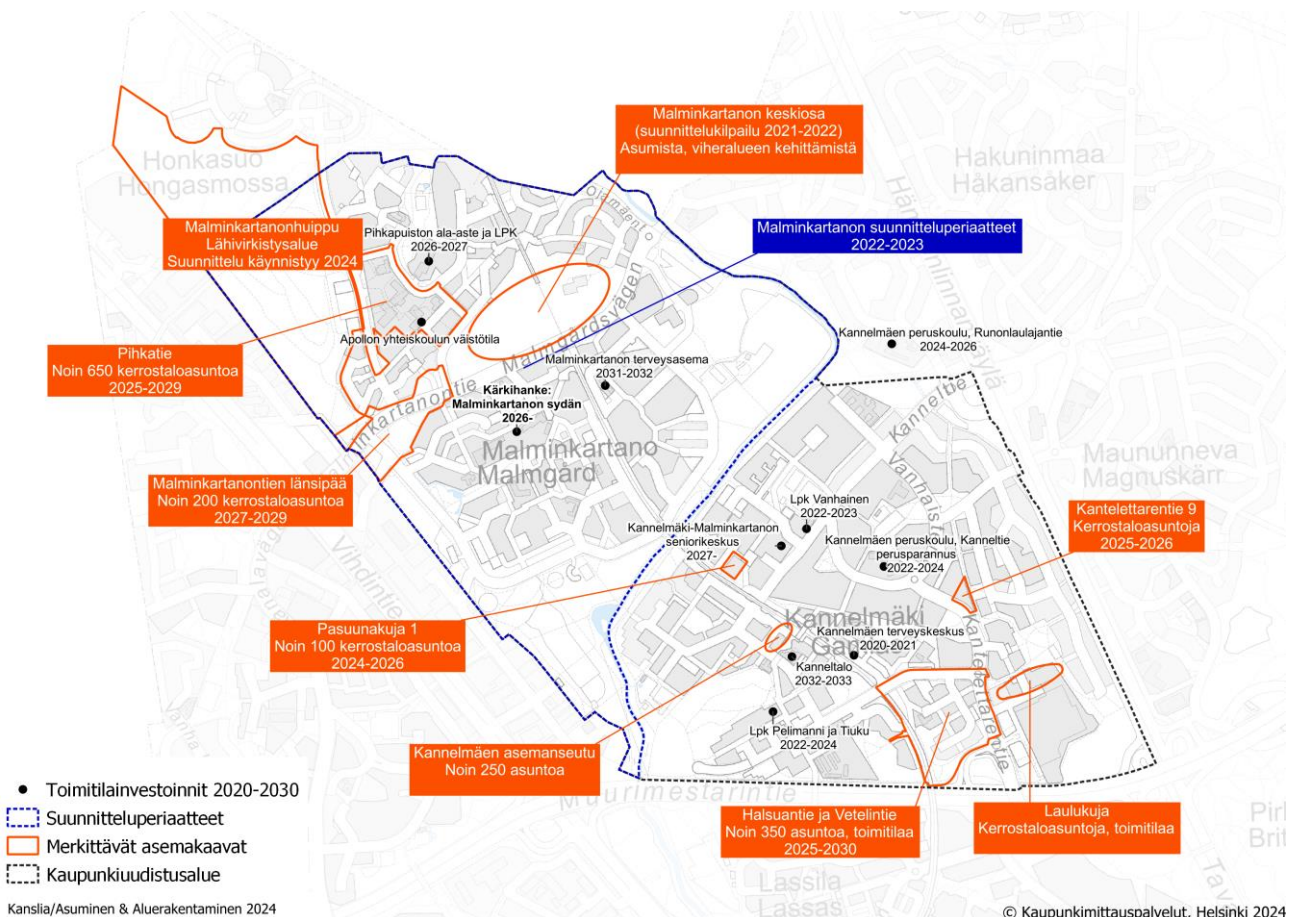 Malminkartanon keskiosa
(suunnittelukilpailu 2021-2022)
Asumista, viheralueen kehittämistä
Honkasuo
Hongasmossa
Hakuninmaa
Håkansåker
Ojamäent
Malminkartanonhuippu
Lähivirkistysalue
Suunnittelu käynnistyy 2024
Pihkapuiston ala-aste ja LPK
2026-2027
Malminkartanon suunnitteluperiaatteet
2022-2023
Malmgårdsvägen
Apollon yhteiskoulun väistötila
Kannelmäen peruskoulu, Runonlaulajantie
2024-2026
Pihkatie
Noin 650 kerrostaloasuntoa
2025-2029
Malminkartanon terveysasema
2031-2032
Kärkihanke:
Malminkartanon sydän
2026-
Kanneltie
Malminkartano
Malmgård
Maununneva
Magnuskärr
Malminkartanontien länsipää
Noin 200 kerrostaloasuntoa
2027-2029
Lpk Vanhainen
2022-2023
Kannelmäki-Malminkartanon
seniorikeskus
2027-
Kannelmäen peruskoulu, Kanneltie
perusparannus
2022-2024
Kantelettarentie 9
Kerrostaloasuntoja
2025-2026
Vihdintie
Pasuunakuja 1
Noin 100 kerrostaloasuntoa
2024-2026
Kannelmäki
Kannelmäen terveyskeskus
2020-2021
Kanneltalo
2032-2033
Kantelettarentie
Lpk Pelimanni ja Tiuku
2022-2024
Kannelmäen asemanseutu
Noin 250 asuntoa
Muurimestarintie
Halsuantie ja Vetelintie
Noin 350 asuntoa, toimitilaa
2025-2030
Laulukuja
Kerrostaloasuntoja, toimitilaa
Pirl
Brit
Lassila
Lassas
Toimitilainvestoinnit 2020-2030
Suunnitteluperiaatteet
Merkittävät asemakaavat
Kaupunkiuudistusalue
Kanslia/Asuminen & Aluerakentaminen 2024
© Kaupunkimittauspalvelut, Helsinki 2024